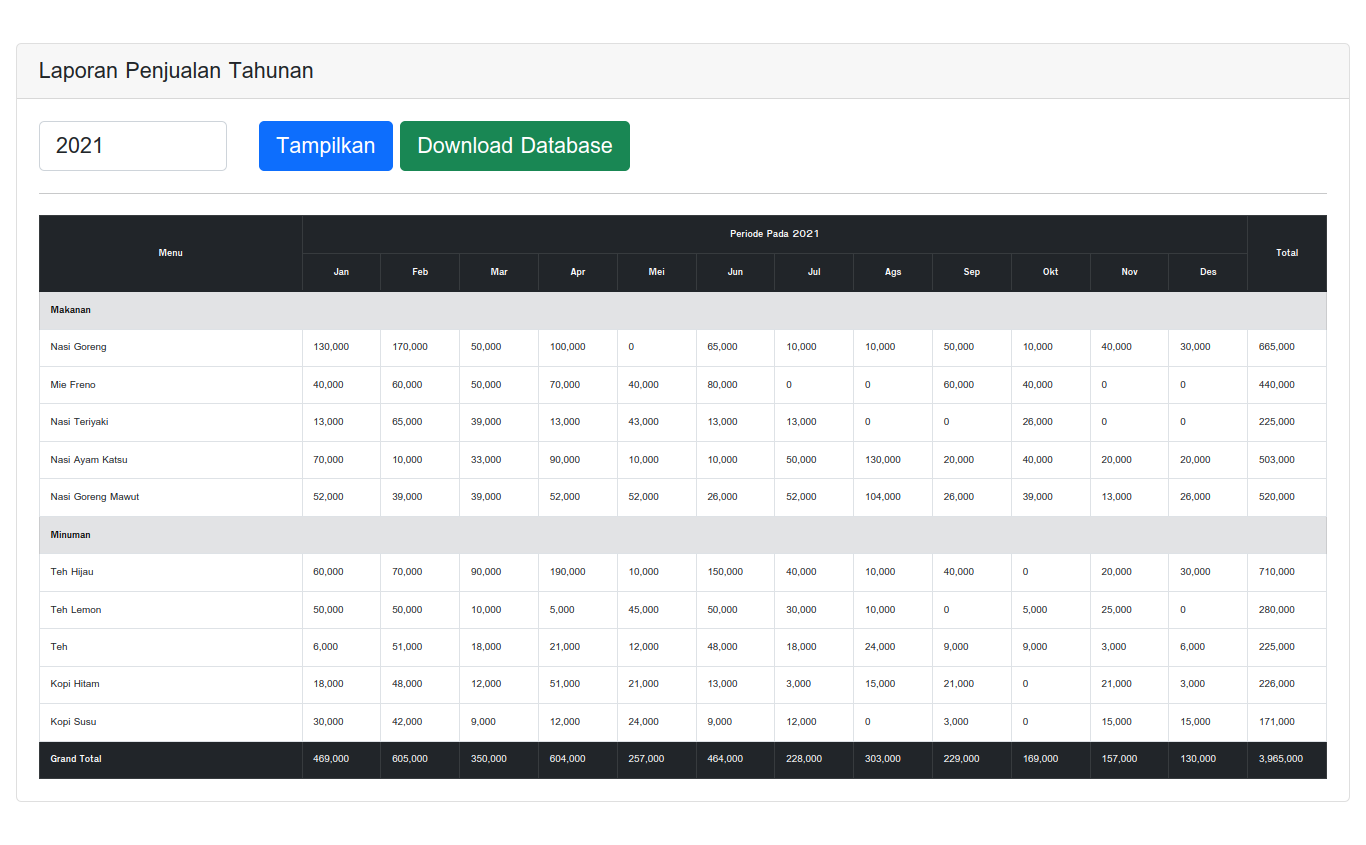 Laporan Penjualan Tahunan
2021 Tampilkan Download Database
Menu Periode Pada 2021 Total
Jan Feb Mar Apr Mei Jun Jul Ags Sep Okt Nov Des
Makanan
Nasi Goreng 130,000 170,000 50,000 100,000 0 65,000 10,000 10,000 50,000 10,000 40,000 30,000 665,000
Mie Freno 40,000 60,000 50,000 70,000 40,000 80,000 0 0 60,000 40,000 0 0 440,000
Nasi Teriyaki 13,000 65,000 39,000 13,000 43,000 13,000 13,000 0 0 26,000 0 0 225,000
Nasi Ayam Katsu 70,000 10,000 33,000 90,000 10,000 10,000 50,000 130,000 20,000 40,000 20,000 20,000 503,000
Nasi Goreng Mawut 52,000 39,000 39,000 52,000 52,000 26,000 52,000 104,000 26,000 39,000 13,000 26,000 520,000
Minuman
Teh Hijau 60,000 70,000 90,000 190,000 10,000 150,000 40,000 10,000 40,000 0 20,000 30,000 710,000
Teh Lemon 50,000 50,000 10,000 5,000 45,000 50,000 30,000 10,000 0 5,000 25,000 0 280,000
Teh 6,000 51,000 18,000 21,000 12,000 48,000 18,000 24,000 9,000 9,000 3,000 6,000 225,000
Kopi Hitam 18,000 48,000 12,000 51,000 21,000 13,000 3,000 15,000 21,000 0 21,000 3,000 226,000
Kopi Susu 30,000 42,000 9,000 12,000 24,000 9,000 12,000 0 3,000 0 15,000 15,000 171,000
Grand Total 469,000 605,000 350,000 604,000 257,000 464,000 228,000 303,000 229,000 169,000 157,000 130,000 3,965,000